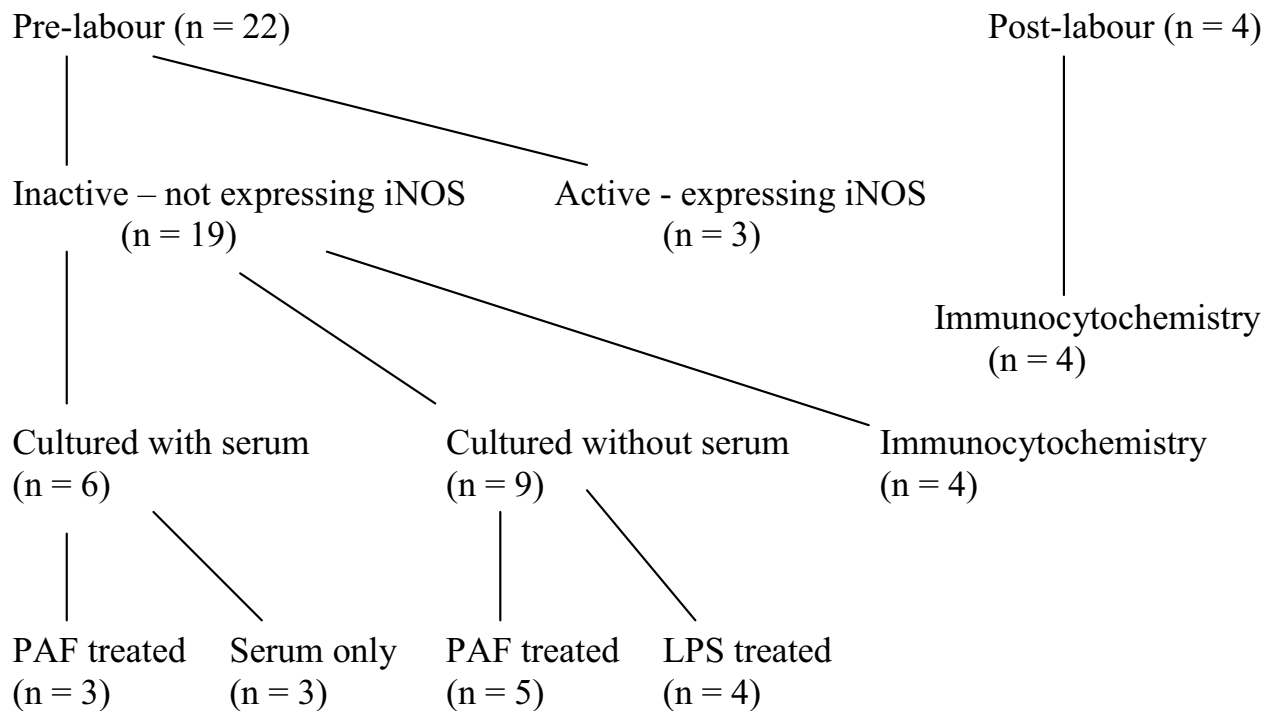 Pre-labour (n = 22)
Post-labour (n = 4)
Inactive – not expressing iNOS
(n = 19)
Active - expressing iNOS
(n = 3)
Immunocytochemistry
(n = 4)
Cultured with serum
(n = 6)
Cultured without serum
(n = 9)
Immunocytochemistry
(n = 4)
PAF treated
(n = 3)
Serum only
(n = 3)
PAF treated
(n = 5)
LPS treated
(n = 4)